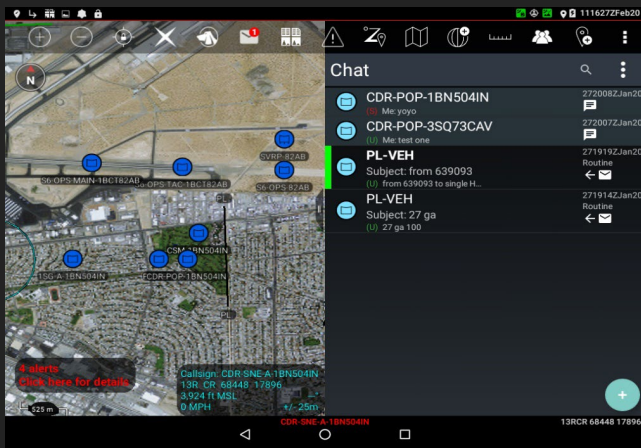 111627ZFeb20
1
N
Chat
CDR-POP-1BN504IN
272008ZJan20
(S) Me: yoyo
CDR-POP-3SQ73CAV
272007ZJan20
(U) Me: test one
PL-VEH
271919ZJan20
Routine
Subject: from 639093
(U) from 639093 to single H...
PL-VEH
271914ZJan20
Routine
Subject: 27 ga
(U) 27 ga 100
SVRP-82AB
S6-OPS-MAIN-1BCT82AB
S6-OPS-TAC-1BCT82AB
S6-OPS-82AB
PL
CSM-1BN504IN
1SG-A-1BN504IN
CDR-POP-1BN504IN
PL
4 alerts
Click here for details
Callsign: CDR-SNE-A-1BN504IN
13R CR 68448 17896
3,924 ft MSL
--°
0 MPH
+/- 25m
525 m
+
CDR-SNE-A-1BN504IN
13RCR 68448 17896